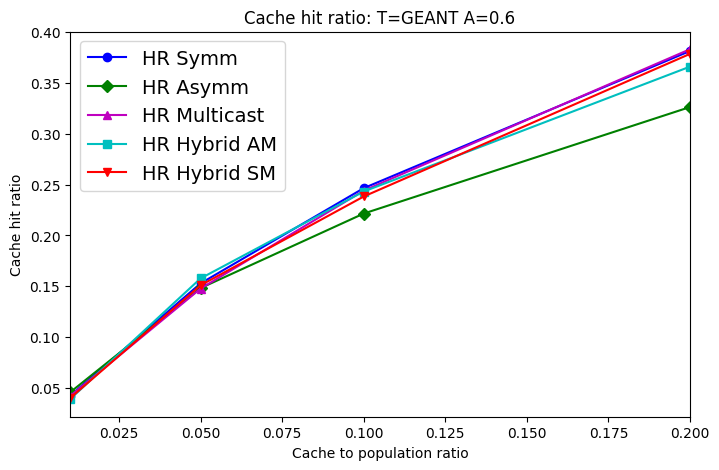 Cache hit ratio: T=GEANT A=0.6
HR Symm
HR Asymm
HR Multicast
HR Hybrid AM
HR Hybrid SM
Cache hit ratio
0.40
0.35
0.30
0.25
0.20
0.15
0.10
0.05
0.025 0.050 0.075 0.100 0.125 0.150 0.175 0.200
Cache to population ratio